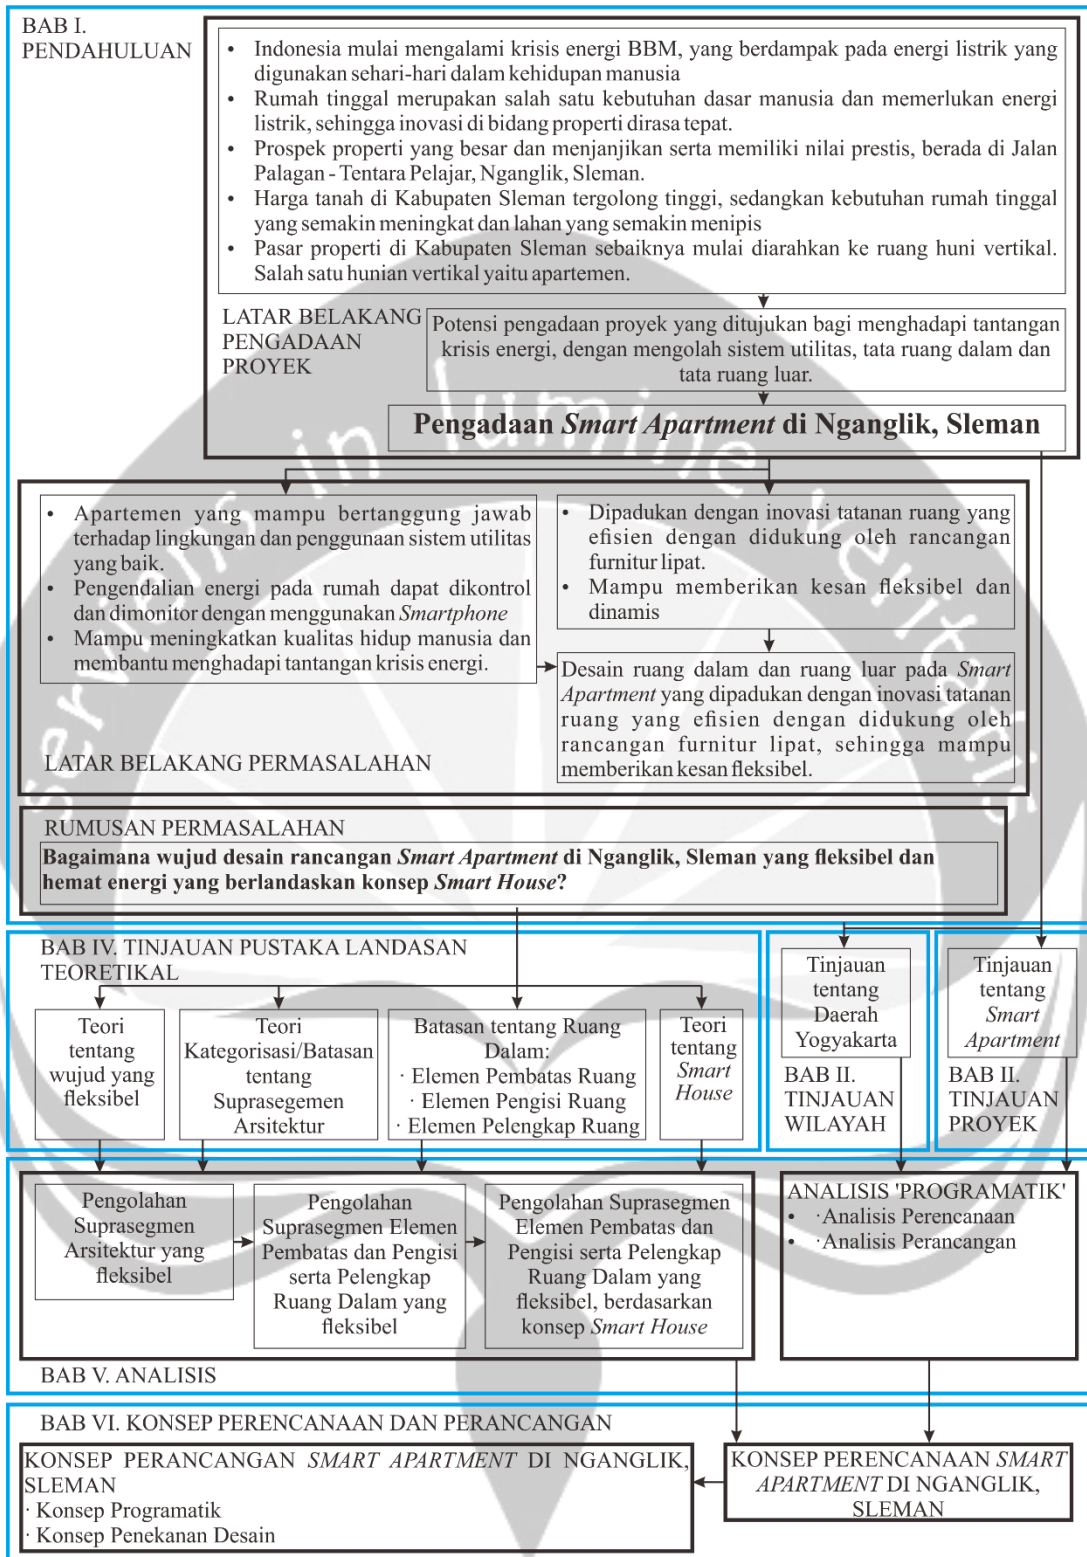 BAB I.
PENDAHULUAN
• Indonesia mulai mengalami krisis energi BBM, yang berdampak pada energi listrik yang
digunakan sehari-hari dalam kehidupan manusia
• Rumah tinggal merupakan salah satu kebutuhan dasar manusia dan memerlukan energi
listrik, sehingga inovasi di bidang properti dirasa tepat.
• Prospek properti yang besar dan menjanjikan serta memiliki nilai prestis, berada di Jalan
Palagan - Tentara Pelajar, Nganglik, Sleman.
• Harga tanah di Kabupaten Sleman tergolong tinggi, sedangkan kebutuhan rumah tinggal
yang semakin meningkat dan lahan yang semakin menipis
• Pasar properti di Kabupaten Sleman sebaiknya mulai diarahkan ke ruang huni vertikal.
Salah satu hunian vertikal yaitu apartemen.
LATAR BELAKANG
PENGADAAN
PROYEK
Potensi pengadaan proyek yang ditujukan bagi menghadapi tantangan
krisis energi, dengan mengolah sistem utilitas, tata ruang dalam dan
tata ruang luar.
Pengadaan Smart Apartment di Nganglik, Sleman
• Apartemen yang mampu bertanggung jawab
terhadap lingkungan dan penggunaan sistem utilitas
yang baik.
• Pengendalian energi pada rumah dapat dikontrol
dan dimonitor dengan menggunakan Smartphone
• Mampu meningkatkan kualitas hidup manusia dan
membantu menghadapi tantangan krisis energi.
• Dipadukan dengan inovasi tatanan ruang yang
efisien dengan didukung oleh rancangan
furnitur lipat.
• Mampu memberikan kesan fleksibel dan
dinamis
Desain ruang dalam dan ruang luar pada Smart
Apartment yang dipadukan dengan inovasi tatanan
ruang yang efisien dengan didukung oleh
rancangan furnitur lipat, sehingga mampu
memberikan kesan fleksibel.
LATAR BELAKANG PERMASALAHAN
RUMUSAN PERMASALAHAN
Bagaimana wujud desain rancangan Smart Apartment di Nganglik, Sleman yang fleksibel dan
hemat energi yang berlandaskan konsep Smart House?
BAB IV. TINJAUAN PUSTAKA LANDASAN
TEORETIKAL
Teori
tentang
wujud yang
fleksibel
Teori
Kategorisasi/Batasan
tentang
Suprasegemen
Arsitektur
Batasan tentang Ruang
Dalam:
· Elemen Pembatas Ruang
· Elemen Pengisi Ruang
· Elemen Pelengkap Ruang
Teori
tentang
Smart
House
Tinjauan
tentang
Daerah
Yogyakarta
BAB II.
TINJAUAN
WILAYAH
Tinjauan
tentang
Smart
Apartment
BAB II.
TINJAUAN
PROYEK
Pengolahan
Suprasegmen
Arsitektur yang
fleksibel
Pengolahan
Suprasegmen Elemen
Pembatas dan Pengisi
serta Pelengkap
Ruang Dalam yang
fleksibel
Pengolahan Suprasegmen
Elemen Pembatas dan
Pengisi serta Pelengkap
Ruang Dalam yang
fleksibel, berdasarkan
konsep Smart House
ANALISIS 'PROGRAMATIK'
• ·Analisis Perencanaan
• ·Analisis Perancangan
BAB V. ANALISIS
BAB VI. KONSEP PERENCANAAN DAN PERANCANGAN
KONSEP PERANCANGAN SMART APARTMENT DI NGANGLIK,
SLEMAN
· Konsep Programatik
· Konsep Penekanan Desain
KONSEP PERENCANAAN SMART
APARTMENT DI NGANGLIK,
SLEMAN
serviens in lumine veritatis